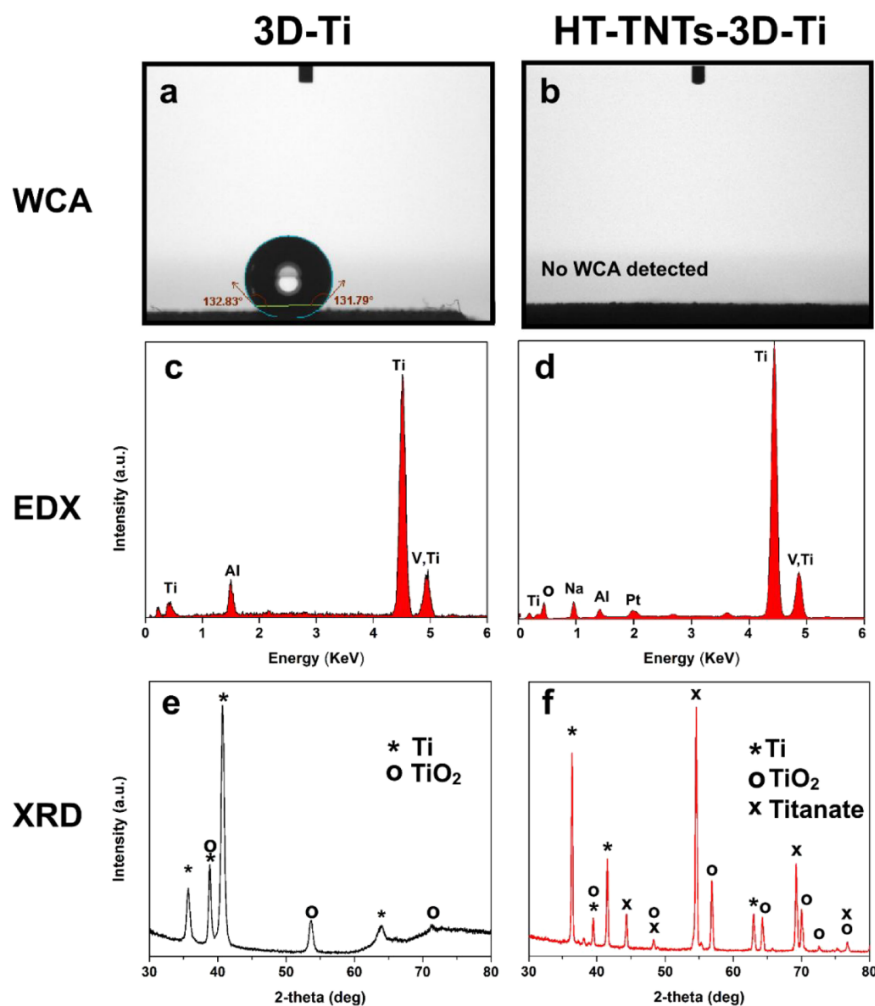 3D-Ti
HT-TNTs-3D-Ti
WCA
a
132.83°
131.79°
b
No WCA detected
EDX
c
Intensity (a.u.)
Ti
Al
Ti
V,Ti
0 1 2 3 4 5 6
Energy (KeV)
d
Ti
O
Na
Al
Pt
Ti
V,Ti
0 1 2 3 4 5 6
Energy (KeV)
XRD
e
Intensity (a.u.)
* Ti
o TiO₂
*
o
*
*
o
*
o
30 40 50 60 70 80
2-theta (deg)
f
Intensity (a.u.)
* Ti
o TiO₂
x Titanate
*
o
*
*
x
o
x
x
o
*
o
x
o
o
x
o
30 40 50 60 70 80
2-theta (deg)